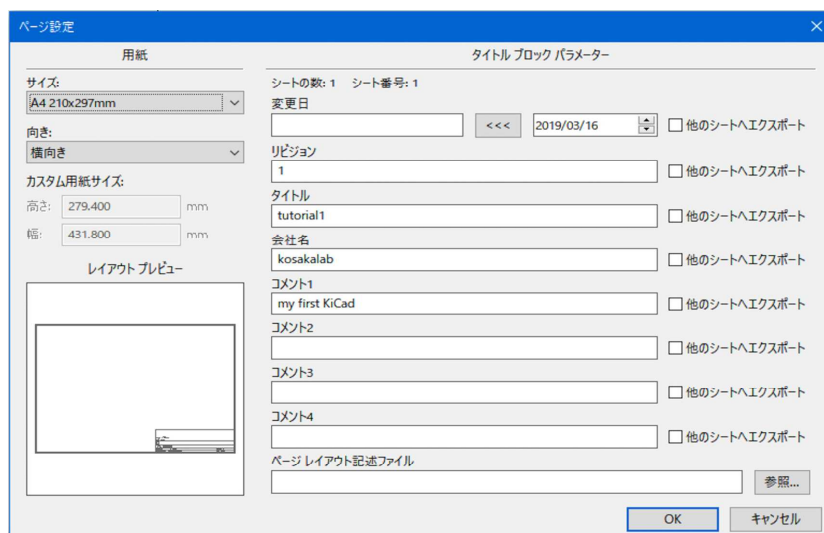 ページ設定
用紙
サイズ:
A4 210x297mm
向き:
横向き
カスタム用紙サイズ:
高さ: 279.400 mm
幅: 431.800 mm
レイアウト プレビュー
タイトル ブロック パラメーター
シートの数: 1 シート番号: 1
変更日
<<< 2019/03/16 他のシートへエクスポート
リビジョン
1 他のシートへエクスポート
タイトル
tutorial1 他のシートへエクスポート
会社名
kosakalab 他のシートへエクスポート
コメント1
my first KiCad 他のシートへエクスポート
コメント2
他のシートへエクスポート
コメント3
他のシートへエクスポート
コメント4
他のシートへエクスポート
ページ レイアウト記述ファイル
参照...
OK キャンセル